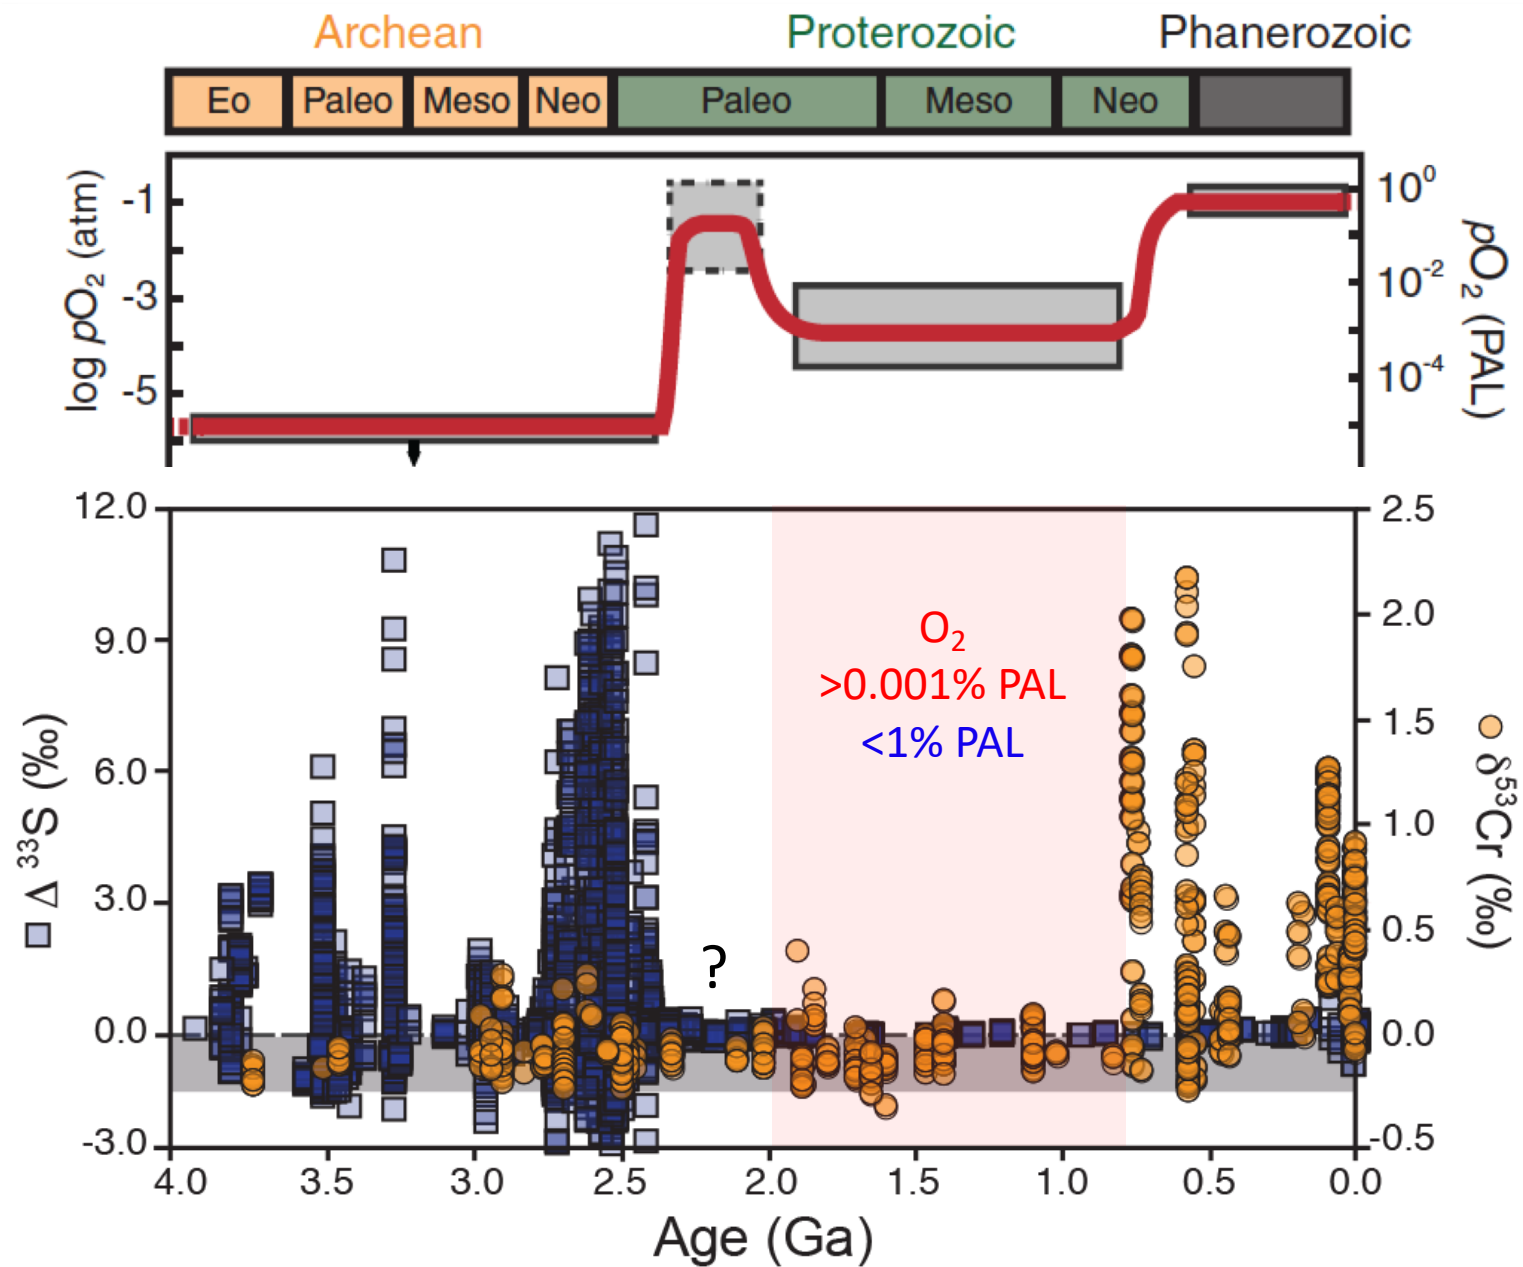 Archean Proterozoic Phanerozoic
Eo Paleo Meso Neo Paleo Meso Neo
log pO₂ (atm)
-1
-3
-5
10⁰
10⁻²
10⁻⁴
pO₂ (PAL)
12.0
9.0
6.0
3.0
0.0
-3.0
Δ ³³S (‰)
O₂
>0.001% PAL
<1% PAL
?
2.5
2.0
1.5
1.0
0.5
0.0
-0.5
δ⁵³Cr (‰)
4.0 3.5 3.0 2.5 2.0 1.5 1.0 0.5 0.0
Age (Ga)